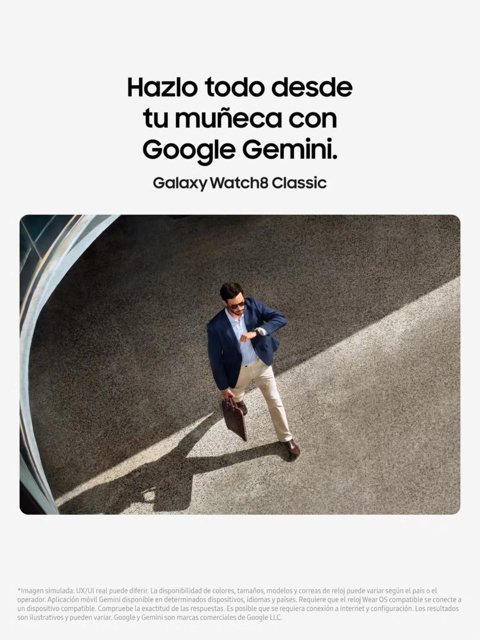 Hazlo todo desde
tu muñeca con
Google Gemini.
Galaxy Watch8 Classic
*Imagen simulada. UX/UI real puede diferir. La disponibilidad de colores, tamaños, modelos y correas de reloj puede variar según el país o el
operador. Aplicación móvil Gemini disponible en determinados dispositivos, idiomas y países. Requiere que el reloj Wear OS compatible se conecte a
un dispositivo compatible. Compruebe la exactitud de las respuestas. Es posible que se requiera conexión a Internet y configuración. Los resultados
son ilustrativos y pueden variar. Google y Gemini son marcas comerciales de Google LLC.